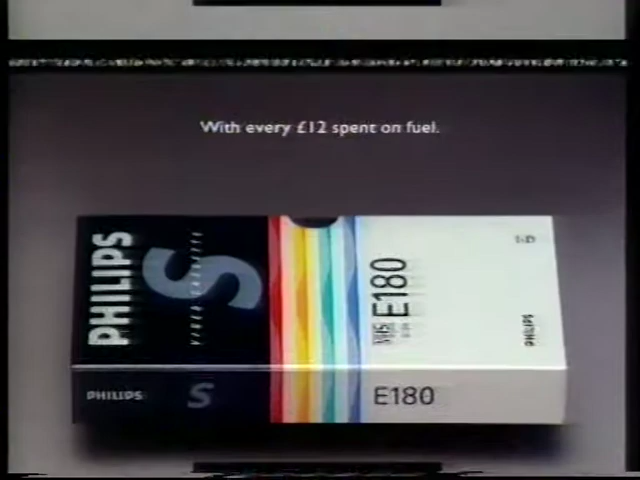 With every £12 spent on fuel.
PHILIPS
S
VIDEO CASSETTE
VHS
E180
PHILIPS
PHILIPS
S
E180